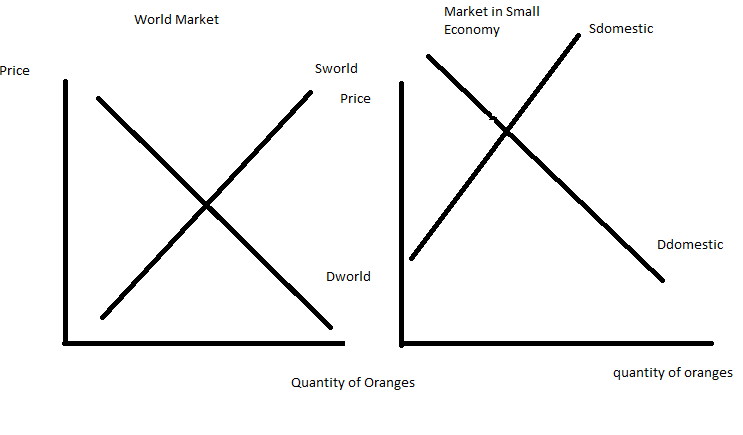 World Market
Market in Small
Economy
Sdomestic
Price
Sworld
Price
Ddomestic
Dworld
Quantity of Oranges
quantity of oranges